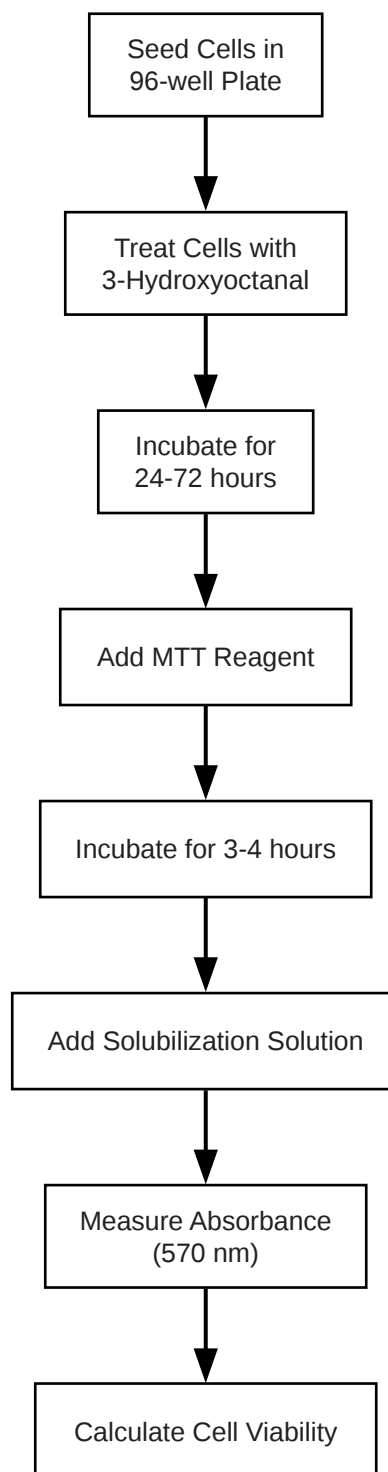 Seed Cells in
96-well Plate
Treat Cells with
3-Hydroxyoctanal
Incubate for
24-72 hours
Add MTT Reagent
Incubate for 3-4 hours
Add Solubilization Solution
Measure Absorbance
(570 nm)
Calculate Cell Viability